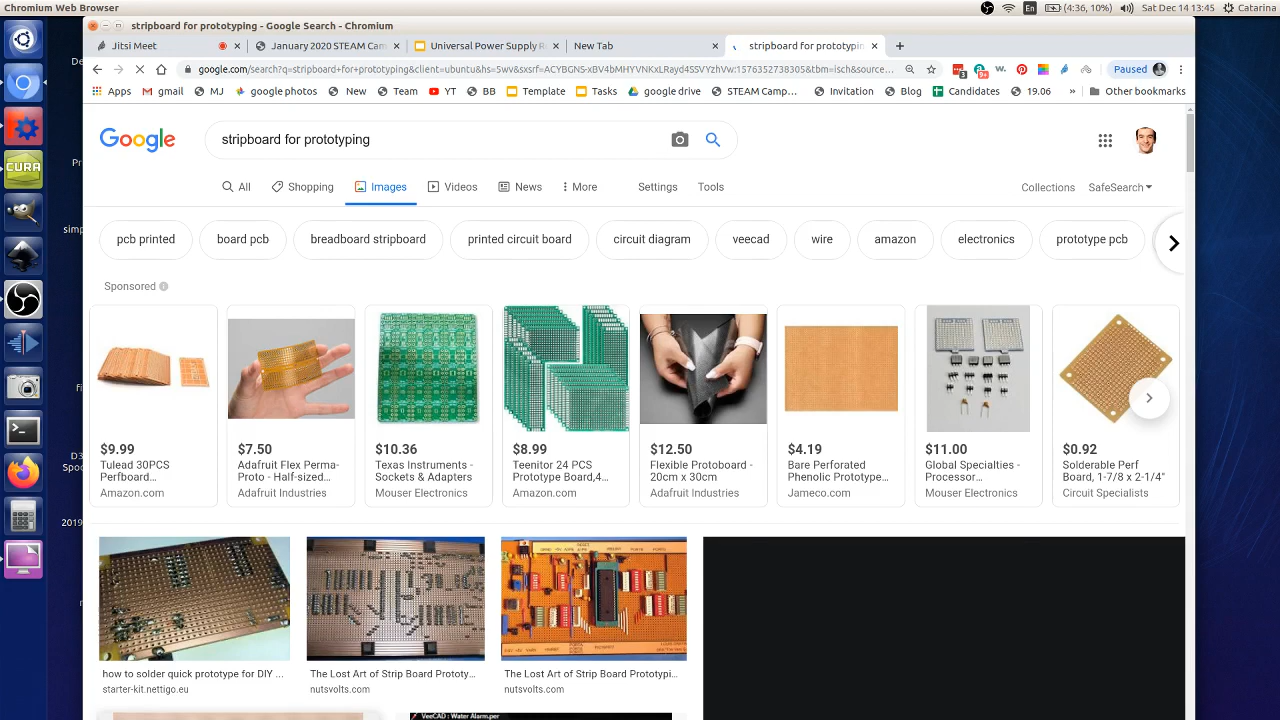 Chromium Web Browser
En
(4:36, 10%)
Sat Dec 14 13:45
Catarina
stripboard for prototyping - Google Search - Chromium
Jitsi Meet
January 2020 STEAM Cam
Universal Power Supply R
New Tab
stripboard for prototypin
google.com/search?q=stripboard+for+prototyping&client=ubuntu&hs=5wv&sxsrf=ACYBGNS-xBV4bMHYVNKxLRayd4SSVYzhVw:1576352738305&tbm=isch&source...
Paused
Apps
gmail
MJ
google photos
New
Team
YT
BB
Template
Tasks
google drive
STEAM Camp...
Invitation
Blog
Candidates
19.06
»
Other bookmarks
Google
stripboard for prototyping
All
Shopping
Images
Videos
News
More
Settings
Tools
Collections
SafeSearch
pcb printed
board pcb
breadboard stripboard
printed circuit board
circuit diagram
veecad
wire
amazon
electronics
prototype pcb
Sponsored
$9.99
Tulead 30PCS
Perfboard...
Amazon.com
$7.50
Adafruit Flex Perma-
Proto - Half-sized...
Adafruit Industries
$10.36
Texas Instruments -
Sockets & Adapters
Mouser Electronics
$8.99
Teenitor 24 PCS
Prototype Board,4...
Amazon.com
$12.50
Flexible Protoboard -
20cm x 30cm
Adafruit Industries
$4.19
Bare Perforated
Phenolic Prototype...
Jameco.com
$11.00
Global Specialties -
Processor...
Mouser Electronics
$0.92
Solderable Perf
Board, 1-7/8 x 2-1/4"
Circuit Specialists
how to solder quick prototype for DIY ...
starter-kit.nettigo.eu
The Lost Art of Strip Board Prototy...
nutsvolts.com
The Lost Art of Strip Board Prototypi...
nutsvolts.com
VeeCAD : Water Alarm.per
CURA
2019